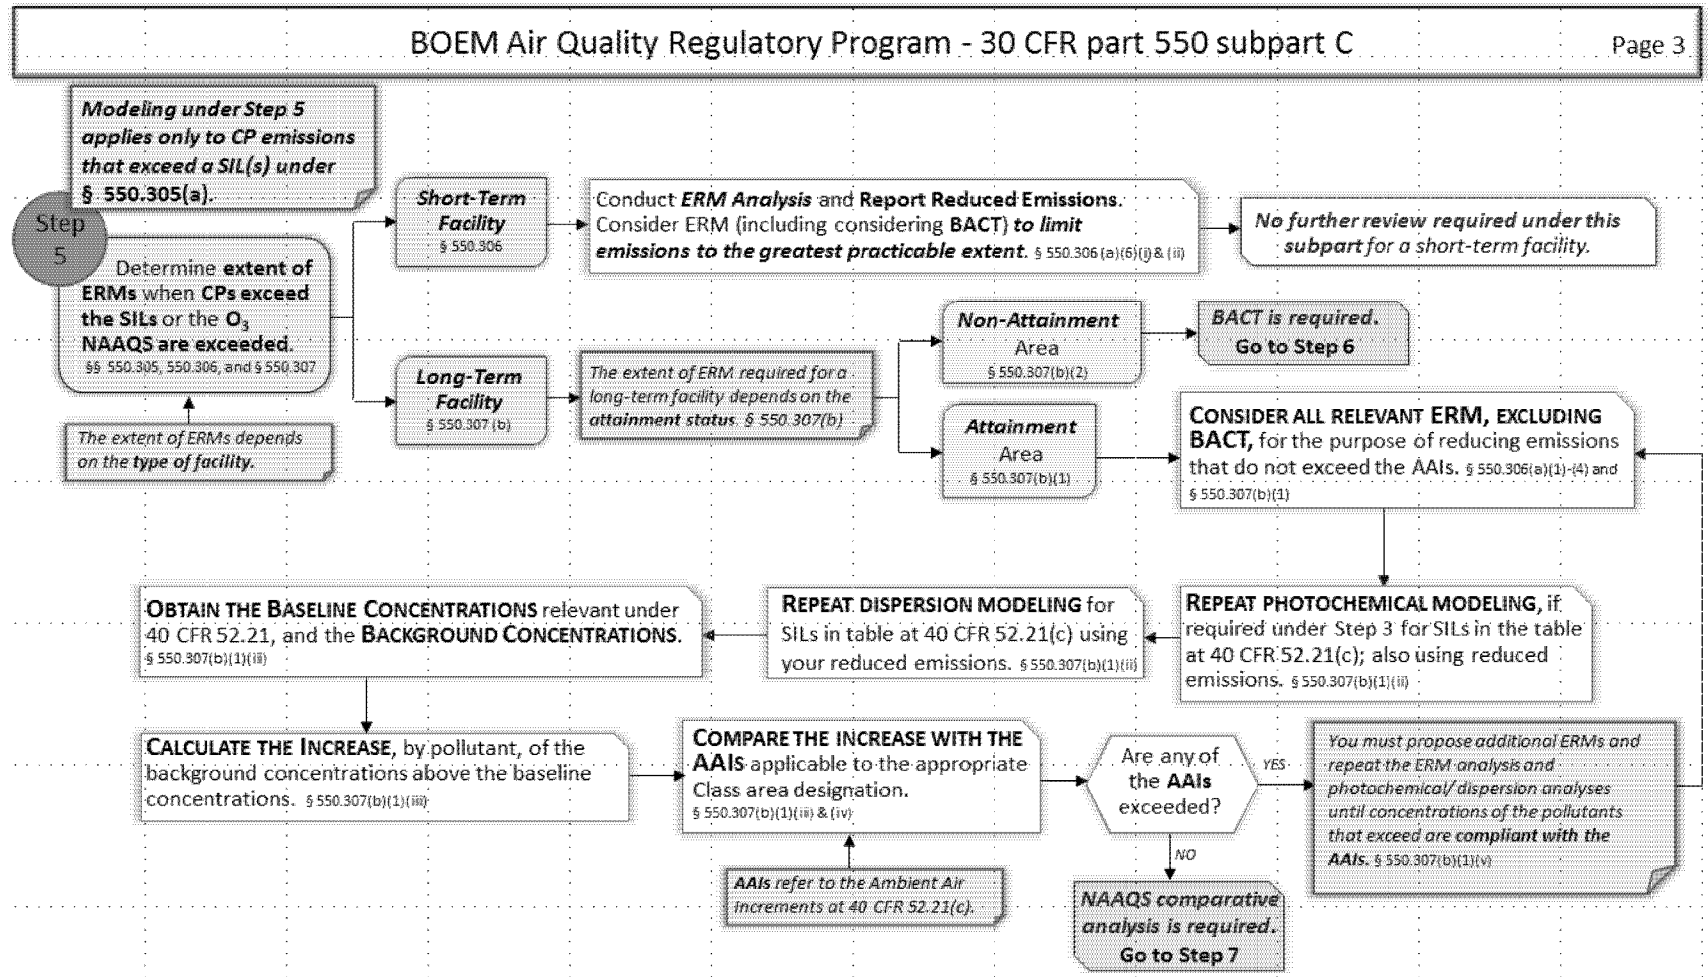 BOEM Air Quality Regulatory Program - 30 CFR part 550 subpart C
Page 3
Modeling under Step 5
applies only to CP emissions
that exceed a SIL(s) under
§ 550.305(a).
Step
5
Determine extent of
ERMs when CPs exceed
the SILs or the O3
NAAQS are exceeded.
§§ 550.305, 550.306, and § 550.307
The extent of ERMs depends
on the type of facility.
Short-Term
Facility
§ 550.306
Conduct ERM Analysis and Report Reduced Emissions.
Consider ERM (including considering BACT) to limit
emissions to the greatest practicable extent. § 550.306 (a)(6)(i) & (ii)
No further review required under this
subpart for a short-term facility.
Long-Term
Facility
§ 550.307 (b)
The extent of ERM required for a
long-term facility depends on the
attainment status. § 550.307(b)
Non-Attainment
Area
§ 550.307(b)(2)
BACT is required.
Go to Step 6
Attainment
Area
§ 550.307(b)(1)
CONSIDER ALL RELEVANT ERM, EXCLUDING
BACT, for the purpose of reducing emissions
that do not exceed the AAIs. § 550.306(a)(1)-(4) and
§ 550.307(b)(1)
REPEAT PHOTOCHEMICAL MODELING, if
required under Step 3 for SILs in the table
at 40 CFR 52.21(c); also using reduced
emissions. § 550.307(b)(1)(ii)
REPEAT DISPERSION MODELING for
SILs in table at 40 CFR 52.21(c) using
your reduced emissions. § 550.307(b)(1)(ii)
OBTAIN THE BASELINE CONCENTRATIONS relevant under
40 CFR 52.21, and the BACKGROUND CONCENTRATIONS.
§ 550.307(b)(1)(iii)
CALCULATE THE INCREASE, by pollutant, of the
background concentrations above the baseline
concentrations. § 550.307(b)(1)(iii)
COMPARE THE INCREASE WITH THE
AAIs applicable to the appropriate
Class area designation.
§ 550.307(b)(1)(iii) & (iv)
AAIs refer to the Ambient Air
Increments at 40 CFR 52.21(c).
Are any of
the AAIs
exceeded?
YES
NO
You must propose additional ERMs and
repeat the ERM analysis and
photochemical/dispersion analyses
until concentrations of the pollutants
that exceed are compliant with the
AAIs. § 550.307(b)(1)(v)
NAAQS comparative
analysis is required.
Go to Step 7